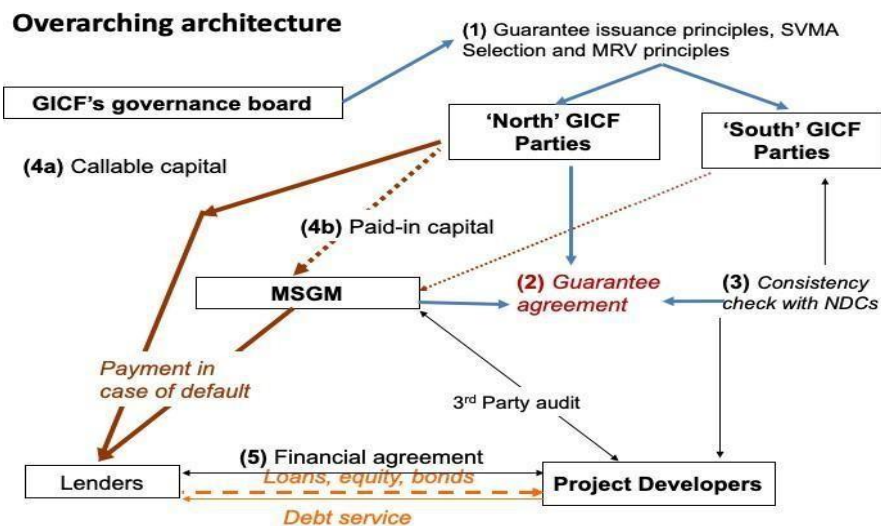 Overarching architecture
(1) Guarantee issuance principles, SVMA
Selection and MRV principles
GICF's governance board
'North' GICF
Parties
'South' GICF
Parties
(4a) Callable capital
(4b) Paid-in capital
MSGM
(2) Guarantee
agreement
(3) Consistency
check with NDCs
Payment in
case of default
3rd Party audit
(5) Financial agreement
Lenders
Loans, equity, bonds
Project Developers
Debt service